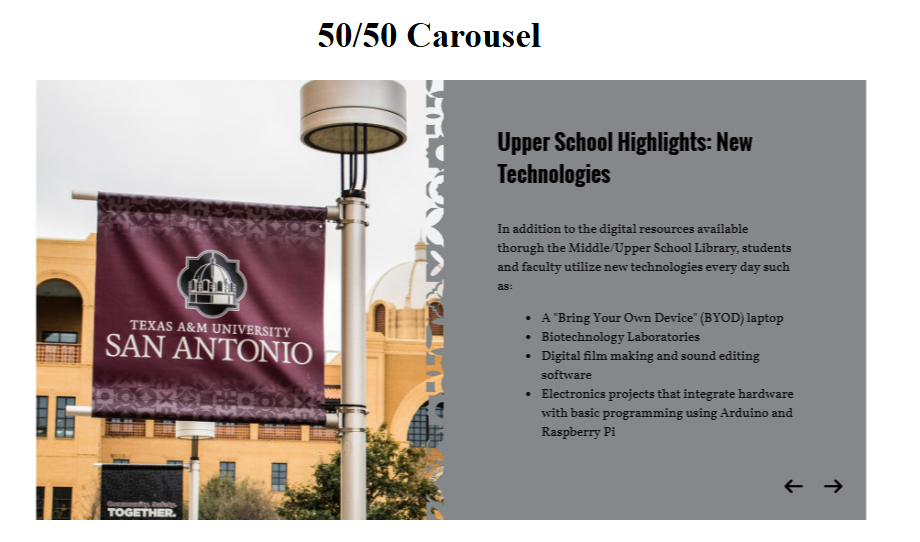 50/50 Carousel
TEXAS A&M UNIVERSITY
SAN ANTONIO
Community. Safety.
TOGETHER.
Upper School Highlights: New
Technologies
In addition to the digital resources available
thorugh the Middle/Upper School Library, students
and faculty utilize new technologies every day such
as:
• A "Bring Your Own Device" (BYOD) laptop
• Biotechnology Laboratories
• Digital film making and sound editing
software
• Electronics projects that integrate hardware
with basic programming using Arduino and
Raspberry Pi